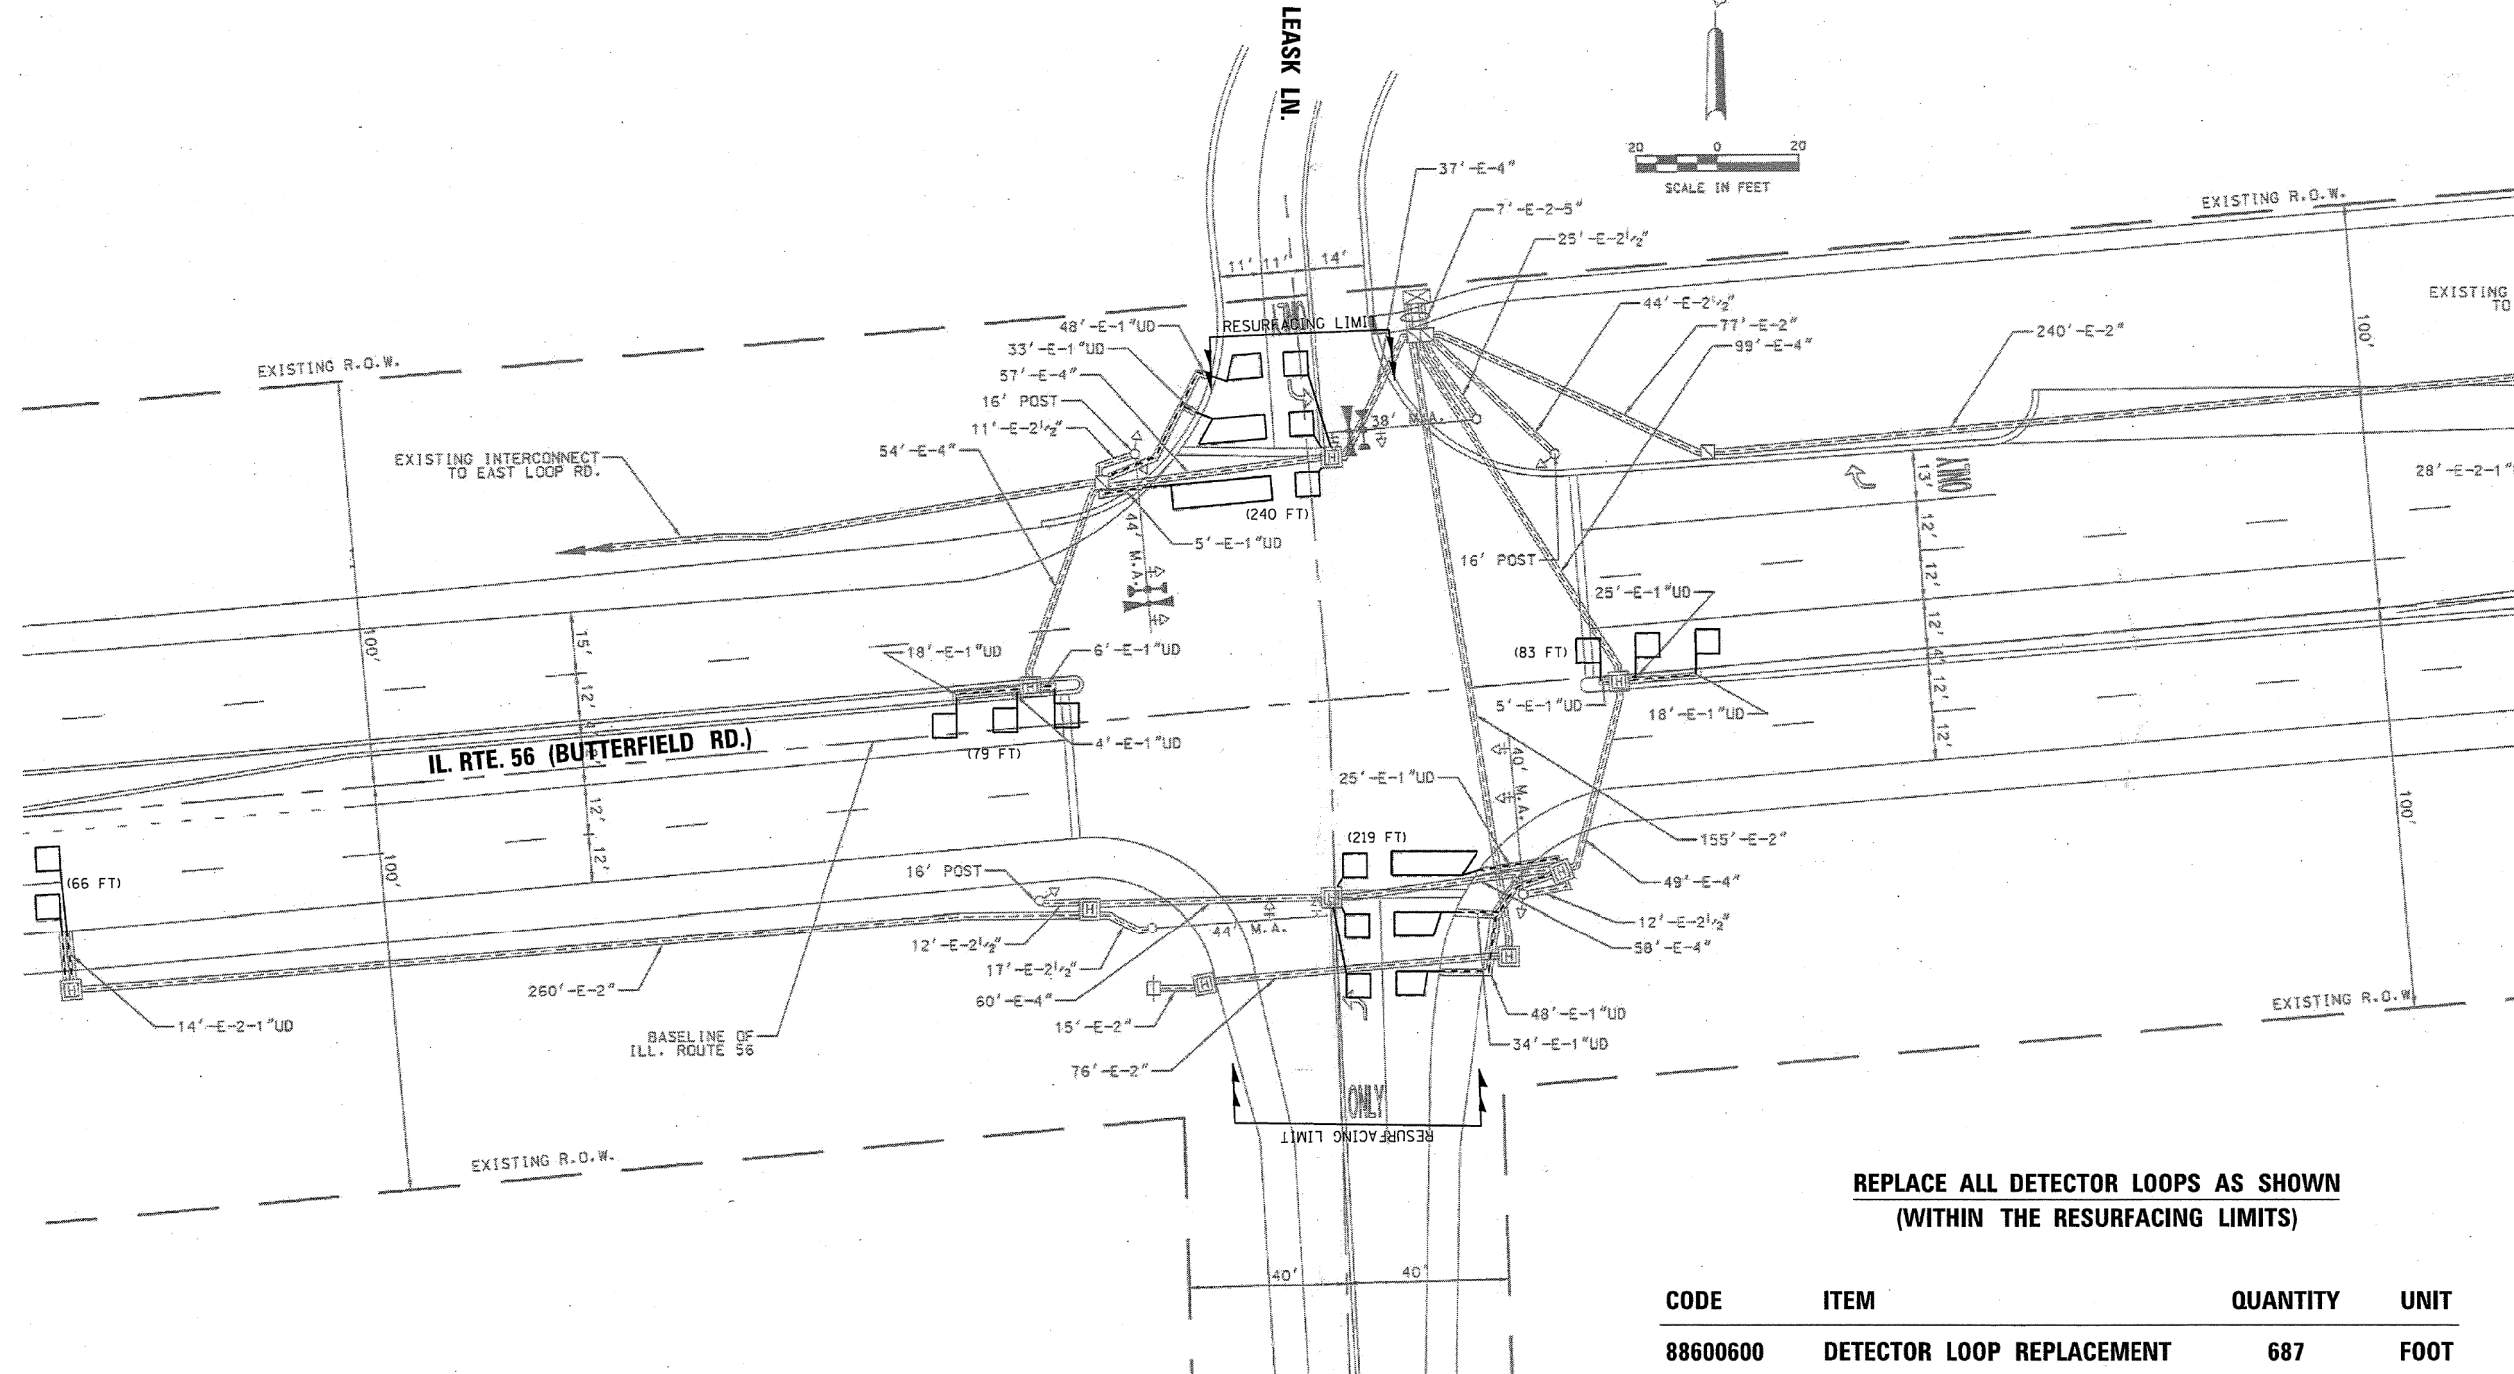 LEASK LN.
20 0 20
SCALE IN FEET
37'-E-4"
7'-E-2-5"
25'-E-2½"
EXISTING R.O.W.
11' 11' 14'
44'-E-2½"
77'-E-2"
99'-E-4"
240'-E-2"
EXISTING
TO
100'
RESURFACING LIMIT
48'-E-1"UD
33'-E-1"UD
57'-E-4"
16' POST
11'-E-2½"
54'-E-4"
EXISTING R.O.W.
EXISTING INTERCONNECT
TO EAST LOOP RD.
38' M.A.
ONLY
28'-E-2-1"
13'
12'
12'
12'
4'
12'
12'
(240 FT)
5'-E-1"UD
44' M.A.
16' POST
25'-E-1"UD
(83 FT)
5'-E-1"UD
18'-E-1"UD
100'
15'
12'
12'
12'
18'-E-1"UD
6'-E-1"UD
4'-E-1"UD
(79 FT)
IL. RTE. 56 (BUTTERFIELD RD.)
40' M.A.
25'-E-1"UD
(219 FT)
155'-E-2"
100'
100'
(66 FT)
16' POST
49'-E-4"
12'-E-2½"
58'-E-4"
44' M.A.
12'-E-2½"
17'-E-2½"
260'-E-2"
60'-E-4"
15'-E-2"
76'-E-2"
14'-E-2-1"UD
BASELINE OF
ILL. ROUTE 56
48'-E-1"UD
34'-E-1"UD
EXISTING R.O.W.
ONLY
RESURFACING LIMIT
EXISTING R.O.W.
40' 40'
REPLACE ALL DETECTOR LOOPS AS SHOWN
(WITHIN THE RESURFACING LIMITS)
CODE ITEM QUANTITY UNIT
88600600 DETECTOR LOOP REPLACEMENT 687 FOOT